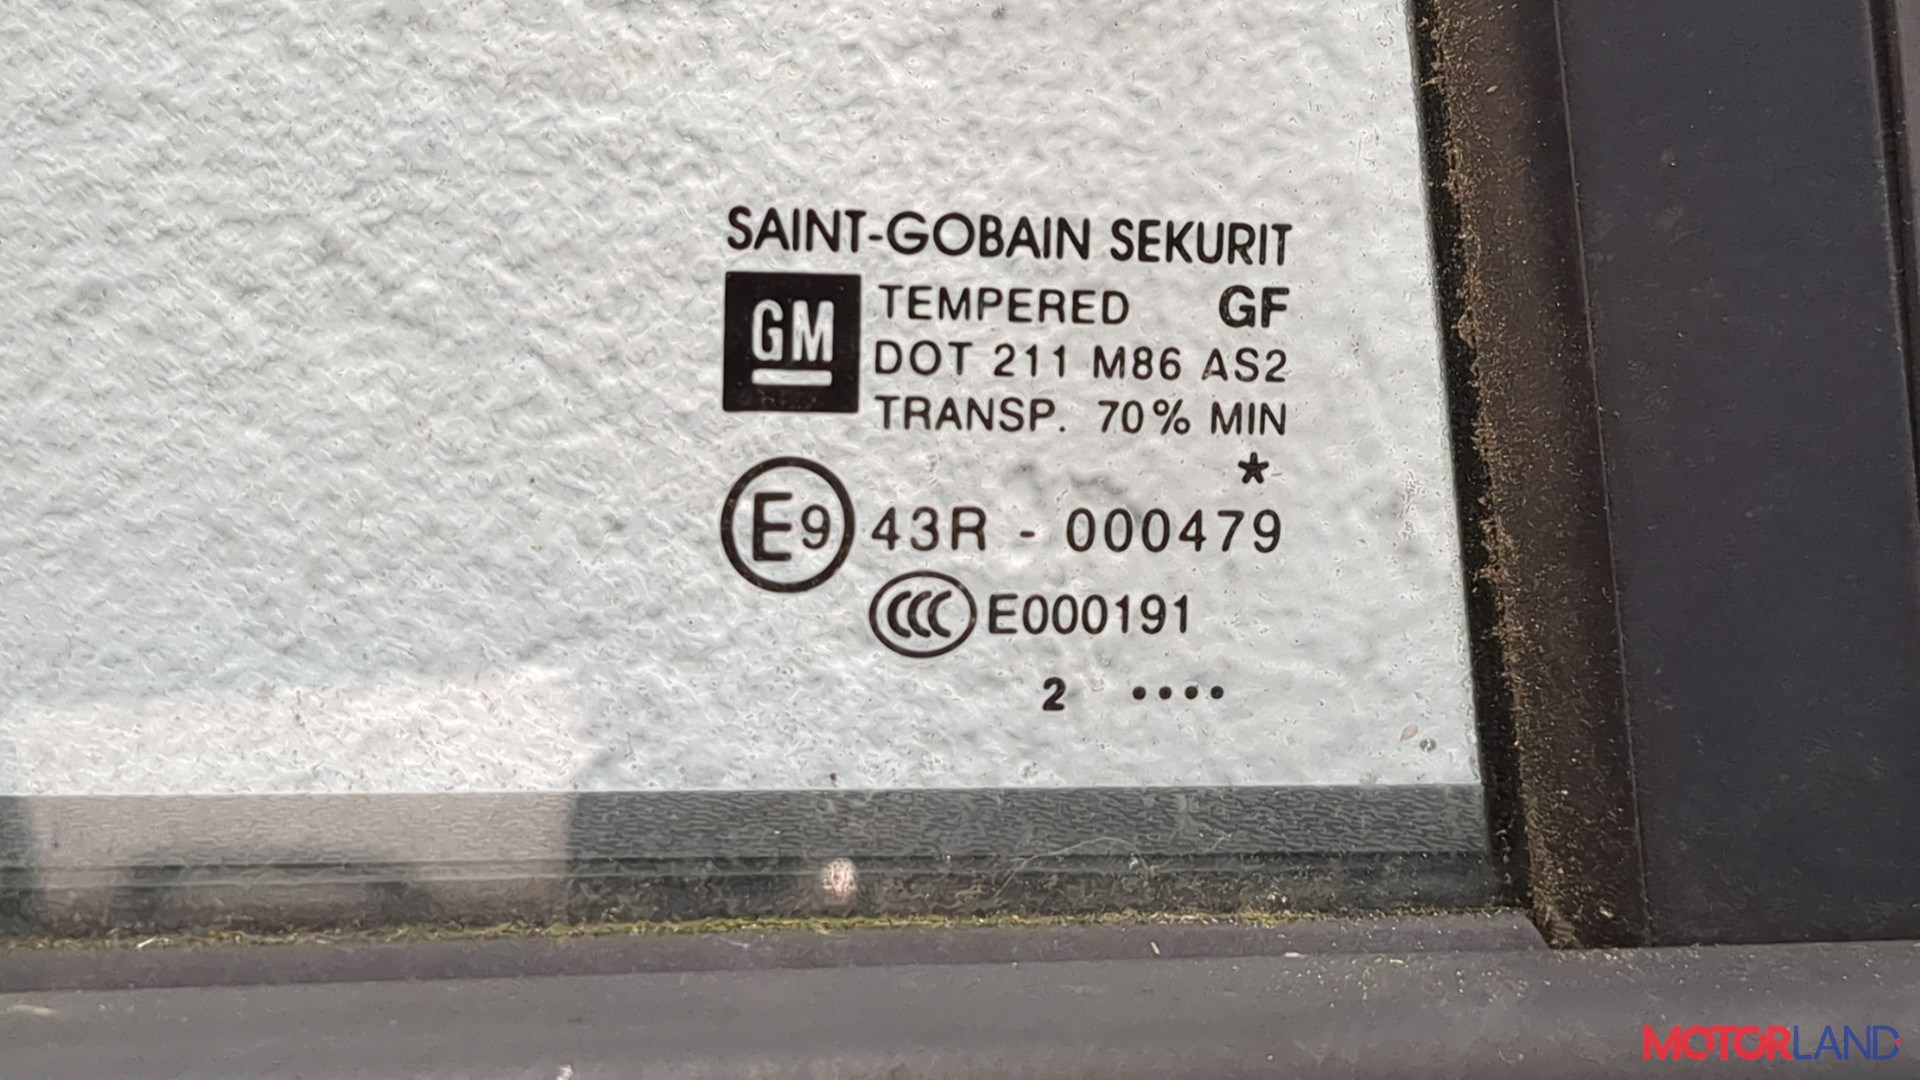 SAINT-GOBAIN SEKURIT
GM TEMPERED GF
DOT 211 M86 AS2
TRANSP. 70% MIN
*
E9 43R - 000479
CCC E000191
2 ••••
MOTORLAND